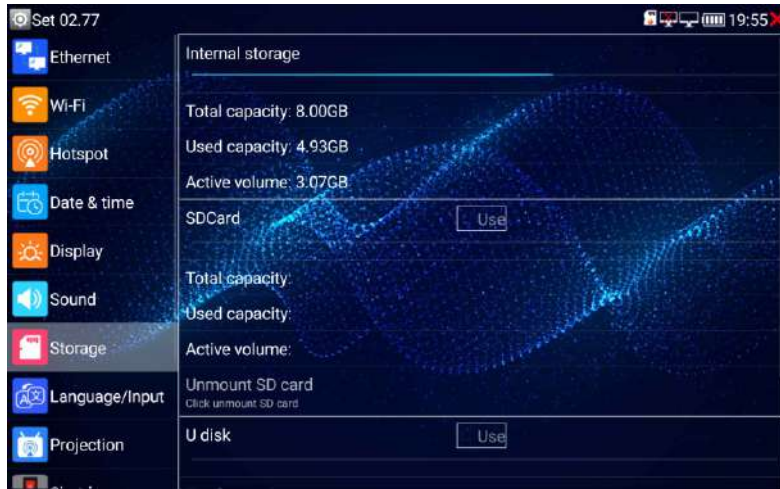 Set 02.77
19:55
Ethernet
Wi-Fi
Hotspot
Date & time
Display
Sound
Storage
Language/Input
Projection
Internal storage
Total capacity: 8.00GB
Used capacity: 4.93GB
Active volume: 3.07GB
SDCard
Use
Total capacity:
Used capacity:
Active volume:
Unmount SD card
Click unmount SD card
U disk
Use